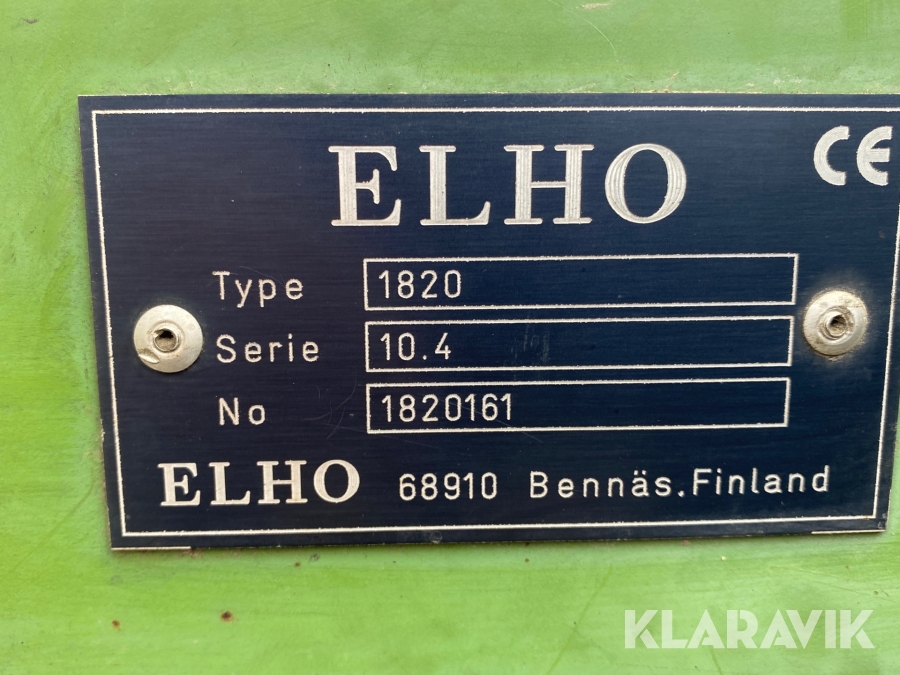 ELHO CE
Type 1820
Serie 10.4
No 1820161
ELHO 68910 Bennäs.Finland
KLARAVIK